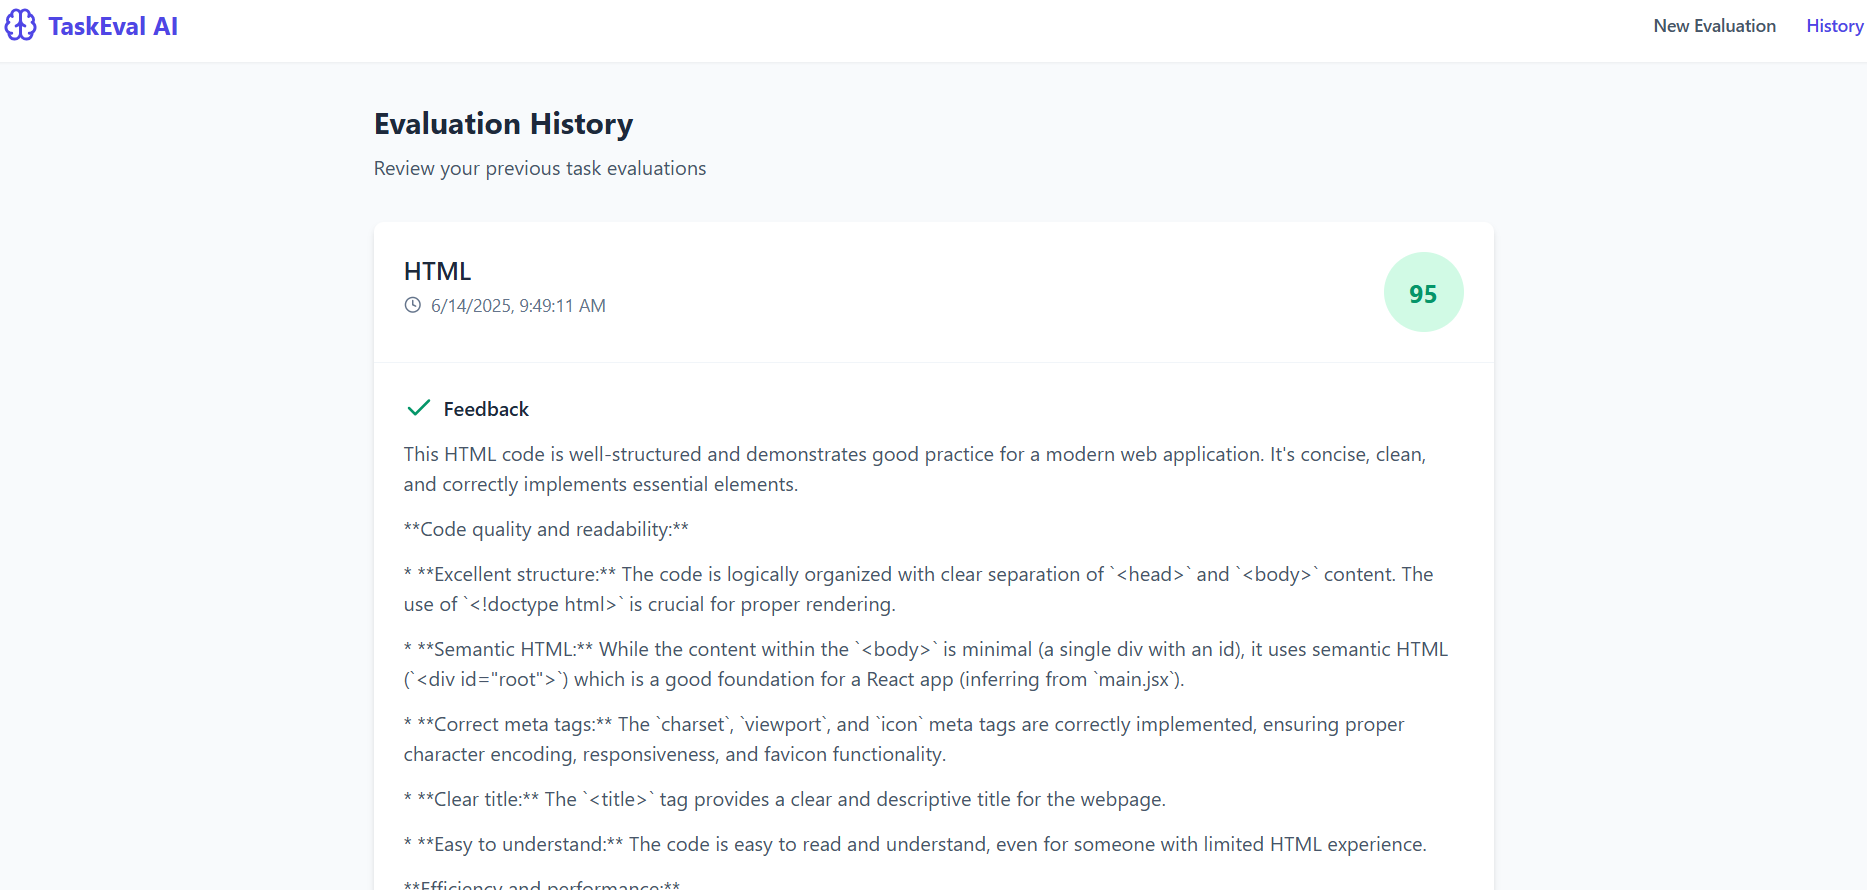 TaskEval AI
New Evaluation
History
Evaluation History
Review your previous task evaluations
HTML
6/14/2025, 9:49:11 AM
95
Feedback
This HTML code is well-structured and demonstrates good practice for a modern web application. It's concise, clean,
and correctly implements essential elements.
**Code quality and readability:**
* **Excellent structure:** The code is logically organized with clear separation of `<head>` and `<body>` content. The
use of `<!doctype html>` is crucial for proper rendering.
* **Semantic HTML:** While the content within the `<body>` is minimal (a single div with an id), it uses semantic HTML
(`<div id="root">`) which is a good foundation for a React app (inferring from `main.jsx`).
* **Correct meta tags:** The `charset`, `viewport`, and `icon` meta tags are correctly implemented, ensuring proper
character encoding, responsiveness, and favicon functionality.
* **Clear title:** The `<title>` tag provides a clear and descriptive title for the webpage.
* **Easy to understand:** The code is easy to read and understand, even for someone with limited HTML experience.
**Efficiency and performance:**